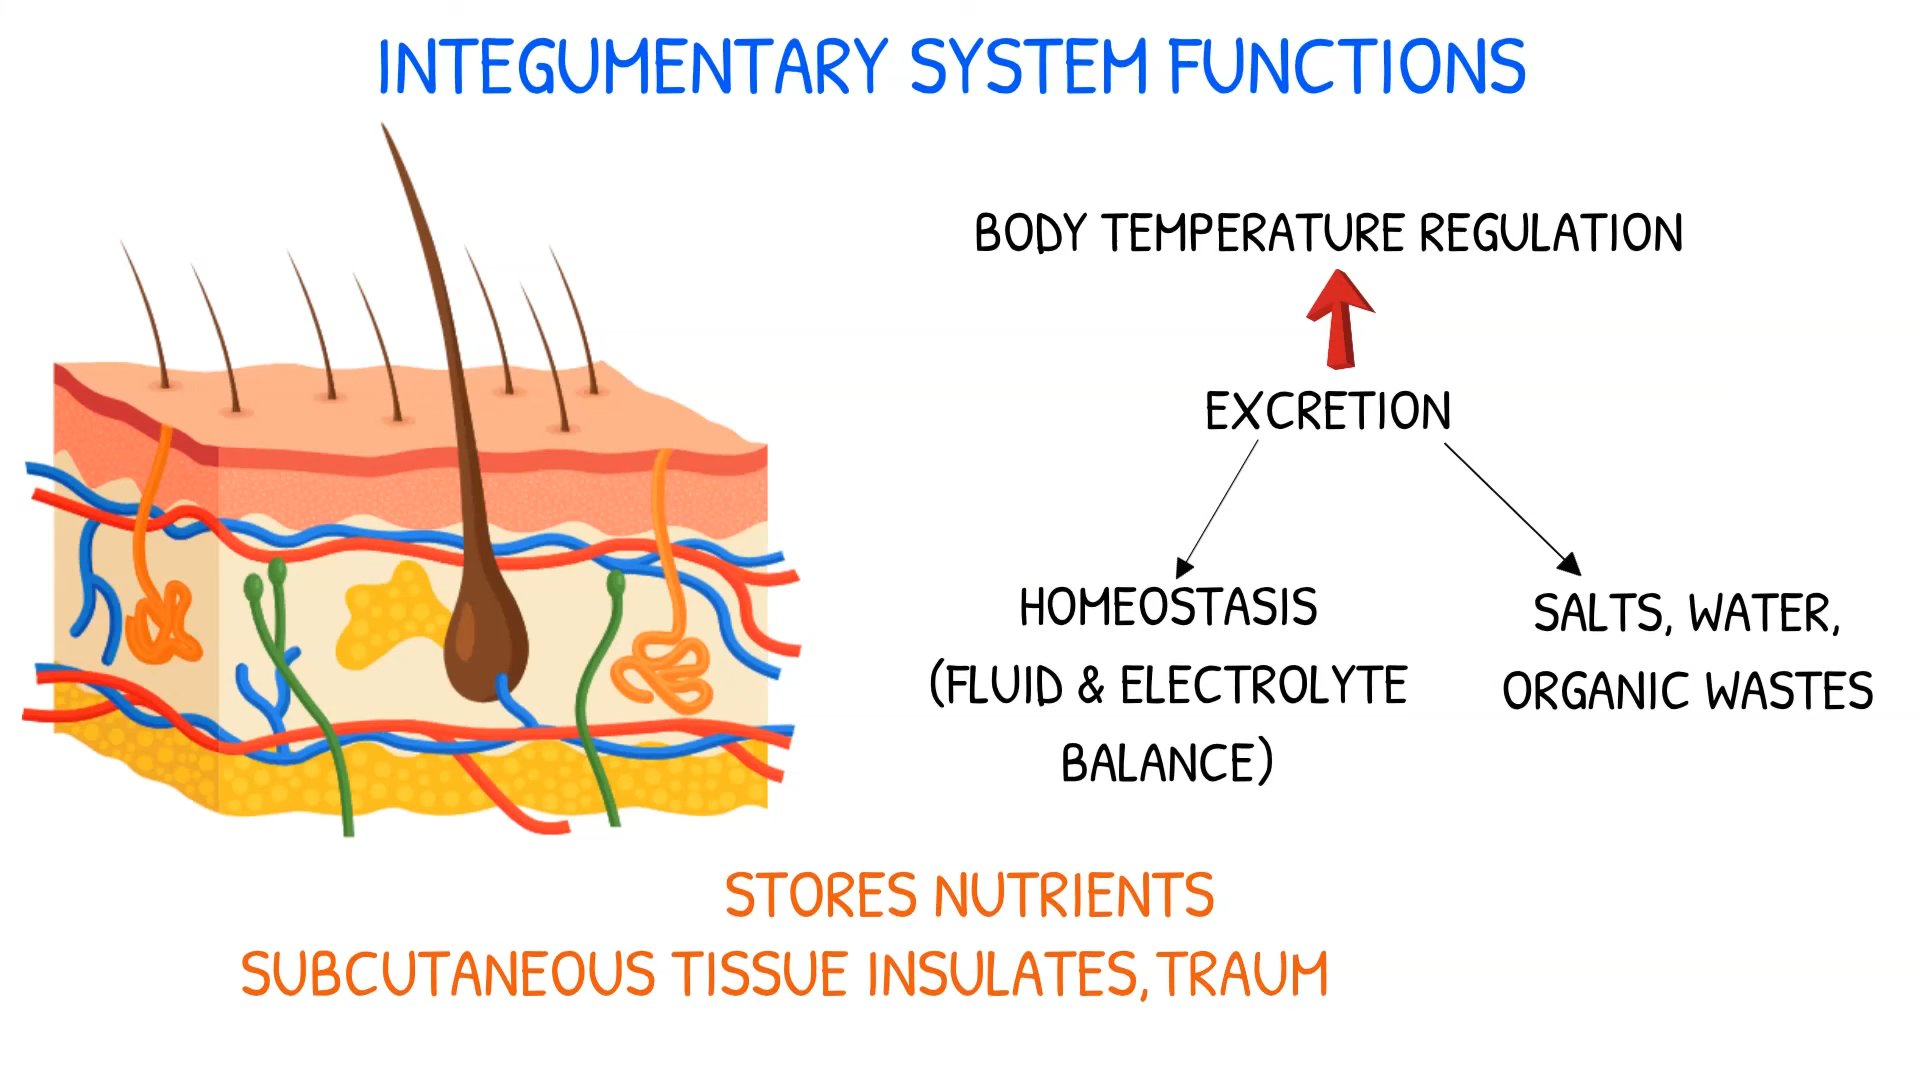 INTEGUMENTARY SYSTEM FUNCTIONS
BODY TEMPERATURE REGULATION
EXCRETION
HOMEOSTASIS
(FLUID & ELECTROLYTE
BALANCE)
SALTS, WATER,
ORGANIC WASTES
STORES NUTRIENTS
SUBCUTANEOUS TISSUE INSULATES, TRAUM